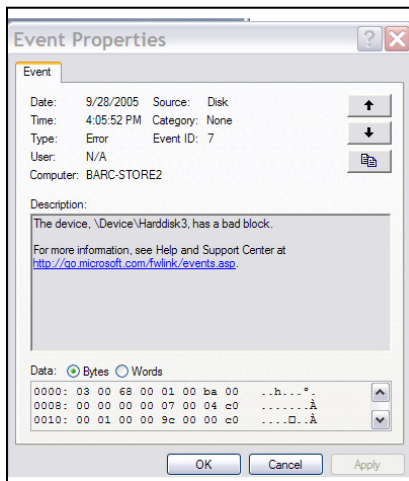 Event Properties
Event
Date: 9/28/2005 Source: Disk
Time: 4:05:52 PM Category: None
Type: Error Event ID: 7
User: N/A
Computer: BARC-STORE2
Description:
The device, \Device\Harddisk3, has a bad block.
For more information, see Help and Support Center at
http://go.microsoft.com/fwlink/events.asp.
Data: Bytes Words
0000: 03 00 68 00 01 00 ba 00 ..h...º.
0008: 00 00 00 00 07 00 04 c0 .......À
0010: 00 01 00 00 9c 00 00 c0 ....□..À
OK Cancel Apply